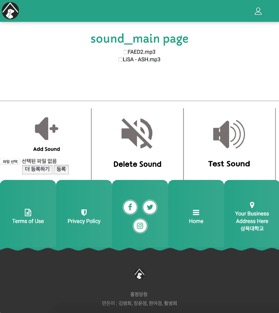 sound_main page
FAED2.mp3
LiSA - ASH.mp3
Add Sound
파일 선택 선택된 파일 없음
더 등록하기 등록
Delete Sound
Test Sound
Terms of Use
Privacy Policy
Home
Your Business
Address Here
삼육대학교